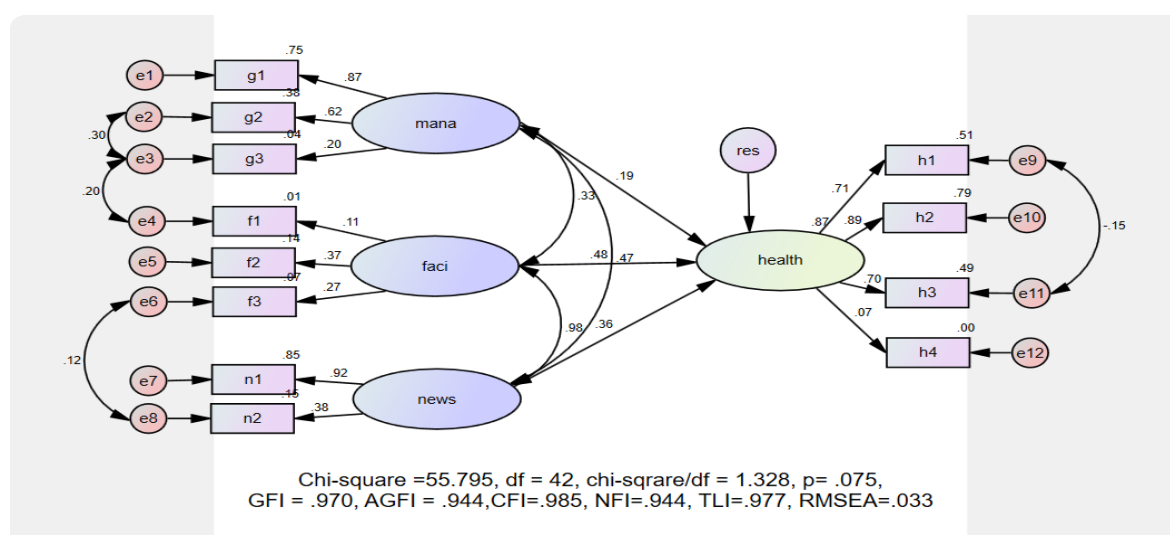 .75
e1 g1 .87
.38
e2 g2 .62 mana
.30 .04
e3 g3 .20
.20 .01
e4 f1 .11
.14
e5 f2 .37 faci
.07
e6 f3 .27
.12
.85
e7 n1 .92
.15
e8 n2 .38 news
.33
.48 .47
.98 .36
.19
res
.87 health
.51
.71 h1 e9
.79
.89 h2 e10
-.15
.49
.70 h3 e11
.00
.07 h4 e12
Chi-square =55.795, df = 42, chi-sqrare/df = 1.328, p= .075,
GFI = .970, AGFI = .944,CFI=.985, NFI=.944, TLI=.977, RMSEA=.033